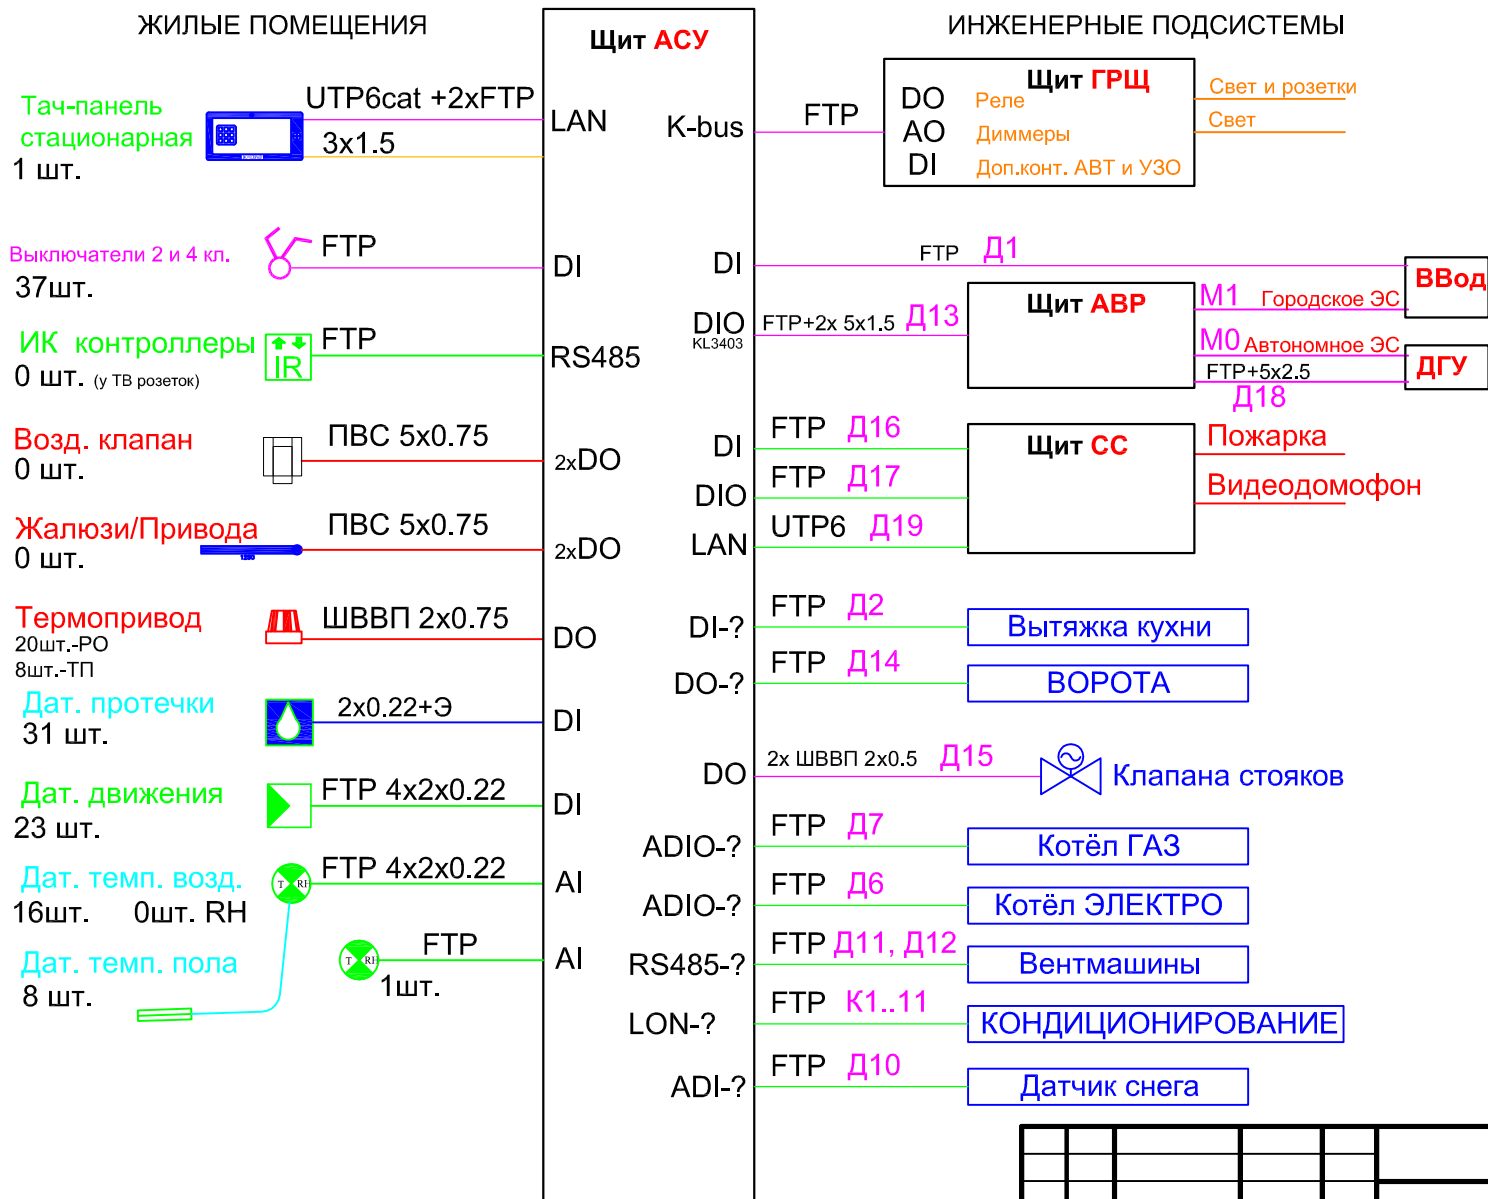 ЖИЛЫЕ ПОМЕЩЕНИЯ
Щит АСУ
ИНЖЕНЕРНЫЕ ПОДСИСТЕМЫ
Тач-панель
стационарная
1 шт.
UTP6cat +2xFTP
3x1.5
LAN
Выключатели 2 и 4 кл.
37шт.
FTP
DI
ИК контроллеры
0 шт. (у ТВ розеток)
IR
FTP
RS485
Возд. клапан
0 шт.
ПВС 5x0.75
2xDO
Жалюзи/Привода
0 шт.
ПВС 5x0.75
2xDO
Термопривод
20шт.-РО
8шт.-ТП
ШВВП 2x0.75
DO
Дат. протечки
31 шт.
2x0.22+Э
DI
Дат. движения
23 шт.
FTP 4x2x0.22
DI
Дат. темп. возд.
16шт. 0шт. RH
T RH
FTP 4x2x0.22
AI
Дат. темп. пола
8 шт.
T RH
FTP
1шт.
AI
K-bus
FTP
Щит ГРЩ
DO Реле
AO Диммеры
DI Доп.конт. АВТ и УЗО
Свет и розетки
Свет
DI
FTP Д1
ВВод
DIO
KL3403
FTP+2x 5x1.5 Д13
Щит АВР
М1 Городское ЭС
М0 Автономное ЭС
FTP+5x2.5
Д18
ДГУ
DI
FTP Д16
Щит СС
Пожарка
DIO
FTP Д17
Видеодомофон
LAN
UTP6 Д19
DI-?
FTP Д2
Вытяжка кухни
DO-?
FTP Д14
ВОРОТА
DO
2x ШВВП 2x0.5 Д15
Клапана стояков
ADIO-?
FTP Д7
Котёл ГАЗ
ADIO-?
FTP Д6
Котёл ЭЛЕКТРО
RS485-?
FTP Д11, Д12
Вентмашины
LON-?
FTP К1..11
КОНДИЦИОНИРОВАНИЕ
ADI-?
FTP Д10
Датчик снега